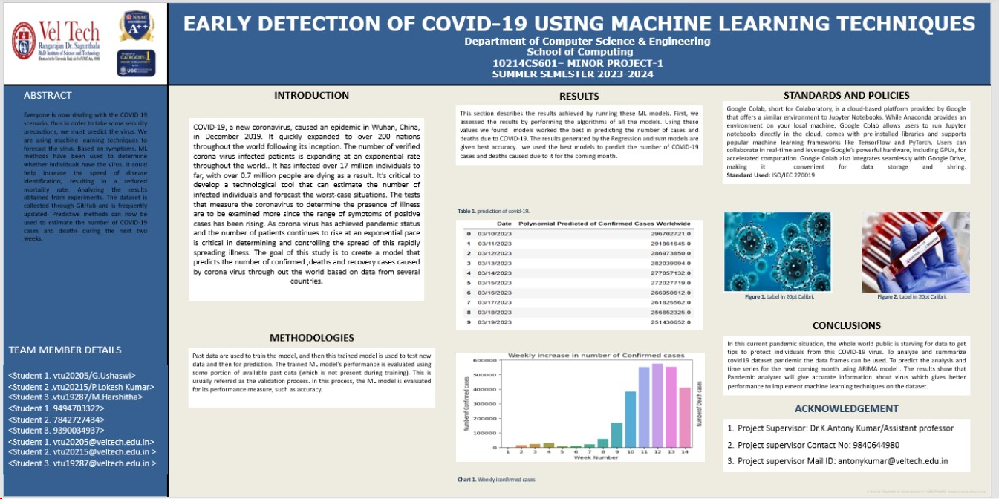 Vel Tech
Rangarajan Dr. Sagunthala
R&D Institute of Science and Technology
NAAC
A++
CATEGORY 1
UGC
EARLY DETECTION OF COVID-19 USING MACHINE LEARNING TECHNIQUES
Department of Computer Science & Engineering
School of Computing
10214CS601– MINOR PROJECT-1
SUMMER SEMESTER 2023-2024
ABSTRACT
Everyone is now dealing with the COVID 19
scenario, thus in order to take some security
precautions, we must predict the virus. We
are using machine learning techniques to
forecast the virus. Based on symptoms, ML
methods have been used to determine
whether individuals have the virus. It could
help increase the speed of disease
identification, resulting in a reduced
mortality rate. Analyzing the results
obtained from experiments. The dataset is
collected through GitHub and is frequently
updated. Predictive methods can now be
used to estimate the number of COVID-19
cases and deaths during the next two
weeks.
TEAM MEMBER DETAILS
<Student 1. vtu20205/G.Ushaswi>
<Student 2 .vtu20215/P.Lokesh Kumar>
<Student 3 .vtu19287/M.Harshitha>
<Student 1. 9494703322>
<Student 2. 7842727434>
<Student 3. 9390034937>
<Student 1. vtu20205@veltech.edu.in>
<Student 2. vtu20215@veltech.edu.in >
<Student 3. vtu19287@veltech.edu.in >
INTRODUCTION
COVID-19, a new coronavirus, caused an epidemic in Wuhan, China,
in December 2019. It quickly expanded to over 200 nations
throughout the world following its inception. The number of verified
corona virus infected patients is expanding at an exponential rate
throughout the world.. It has infected over 17 million individuals to
far, with over 0.7 million people are dying as a result. It's critical to
develop a technological tool that can estimate the number of
infected individuals and forecast the worst-case situations. The tests
that measure the coronavirus to determine the presence of illness
are to be examined more since the range of symptoms of positive
cases has been rising. As corona virus has achieved pandemic status
and the number of patients continues to rise at an exponential pace
is critical in determining and controlling the spread of this rapidly
spreading illness. The goal of this study is to create a model that
predicts the number of confirmed ,deaths and recovery cases caused
by corona virus through out the world based on data from several
countries.
METHODOLOGIES
Past data are used to train the model, and then this trained model is used to test new
data and then for prediction. The trained ML model's performance is evaluated using
some portion of available past data (which is not present during training). This is
usually referred as the validation process. In this process, the ML model is evaluated
for its performance measure, such as accuracy.
RESULTS
This section describes the results achieved by running these ML models. First, we
assessed the results by performing the algorithms of all the models. Using these
values we found models worked the best in predicting the number of cases and
deaths due to COVID-19. The results generated by the Regression and svm models are
given best accuracy. we used the best models to predict the number of COVID-19
cases and deaths caused due to it for the coming month.
Table 1. prediction of covid-19.
Date Polynomial Predicted of Confirmed Cases Worldwide
0 03/10/2023 296702721.0
1 03/11/2023 291861645.0
2 03/12/2023 286973850.0
3 03/13/2023 282039094.0
4 03/14/2023 277057132.0
5 03/15/2023 272027719.0
6 03/16/2023 266950612.0
7 03/17/2023 261825562.0
8 03/18/2023 256652325.0
9 03/19/2023 251430652.0
Weekly increase in number of Confirmed cases
Numberof Confirmed cases
600000
500000
400000
300000
200000
100000
0
1 2 3 4 5 6 7 8 9 10 11 12 13 14
Week Number
Numberof Death cases
Chart 1. Weekly iconfirmed cases
STANDARDS AND POLICIES
Google Colab, short for Colaboratory, is a cloud-based platform provided by Google
that offers a similar environment to Jupyter Notebooks. While Anaconda provides an
environment on your local machine, Google Colab allows users to run Jupyter
notebooks directly in the cloud, comes with pre-installed libraries and supports
popular machine learning frameworks like TensorFlow and PyTorch. Users can
collaborate in real-time and leverage Google's powerful hardware, including GPUs, for
accelerated computation. Google Colab also integrates seamlessly with Google Drive,
making it convenient for data storage and shring.
Standard Used: ISO/IEC 270019
Figure 1. Label in 20pt Calibri.
Figure 2. Label in 20pt Calibri.
CONCLUSIONS
In this current pandemic situation, the whole world public is starving for data to get
tips to protect individuals from this COVID-19 virus. To analyze and summarize
covid19 dataset pandemic the data frames can be used. To predict the analysis and
time series for the next coming month using ARIMA model . The results show that
Pandemic analyzer will give accurate information about virus which gives better
performance to implement machine learning techniques on the dataset.
ACKNOWLEDGEMENT
1. Project Supervisor: Dr.K.Antony Kumar/Assistant professor
2. Project supervisor Contact No: 9840644980
3. Project supervisor Mail ID: antonykumar@veltech.edu.in